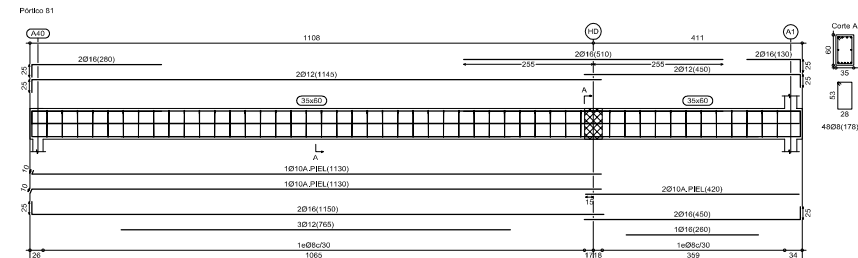 Pórtico 81
A40
1108
HD
411
A1
Corte A
2Ø16(280)
2Ø16(510)
2Ø16(130)
25
255
255
25
60
2Ø12(1145)
2Ø12(450)
25
25
35
A
35x60
35x60
53
28
48Ø8(178)
A
10
1Ø10A.PIEL(1130)
10
1Ø10A.PIEL(1130)
2Ø10A.PIEL(420)
15
25
2Ø16(1150)
2Ø16(450)
25
3Ø12(765)
1Ø16(260)
1eØ8c/30
1eØ8c/30
26
1065
17
18
359
34